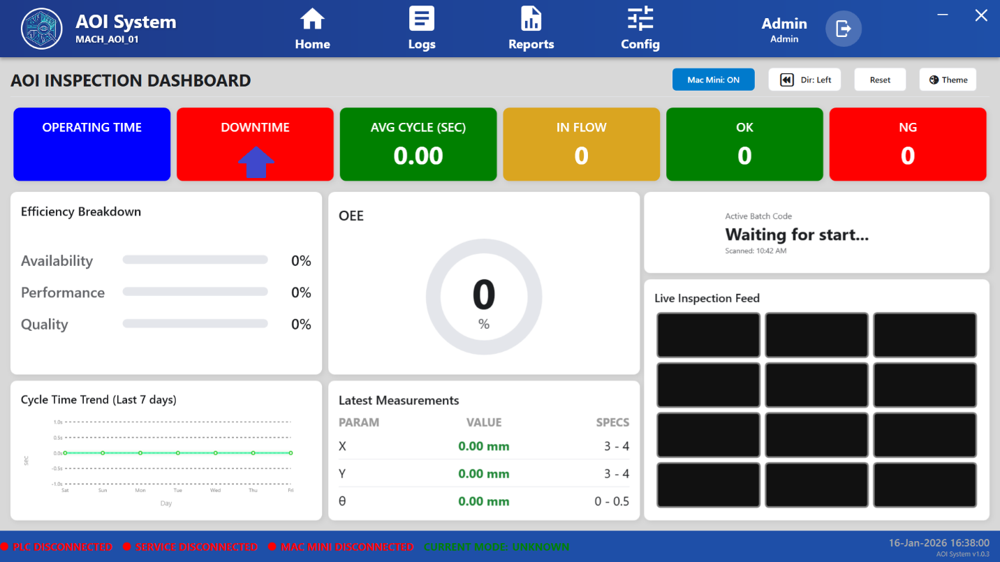 AOI System
MACH_AOI_01
Home
Logs
Reports
Config
Admin
Admin
AOI INSPECTION DASHBOARD
Mac Mini: ON
Dir: Left
Reset
Theme
OPERATING TIME
DOWNTIME
AVG CYCLE (SEC)
0.00
IN FLOW
0
OK
0
NG
0
Efficiency Breakdown
Availability 0%
Performance 0%
Quality 0%
OEE
0
%
Active Batch Code
Waiting for start...
Scanned: 10:42 AM
Live Inspection Feed
Cycle Time Trend (Last 7 days)
1.0s
0.5s
0.0s
-0.5s
-1.0s
sec
Sat Sun Mon Tue Wed Thu Fri
Day
Latest Measurements
PARAM VALUE SPECS
X 0.00 mm 3 - 4
Y 0.00 mm 3 - 4
θ 0.00 mm 0 - 0.5
PLC DISCONNECTED SERVICE DISCONNECTED MAC MINI DISCONNECTED CURRENT MODE: UNKNOWN
16-Jan-2026 16:38:00
AOI System v1.0.3